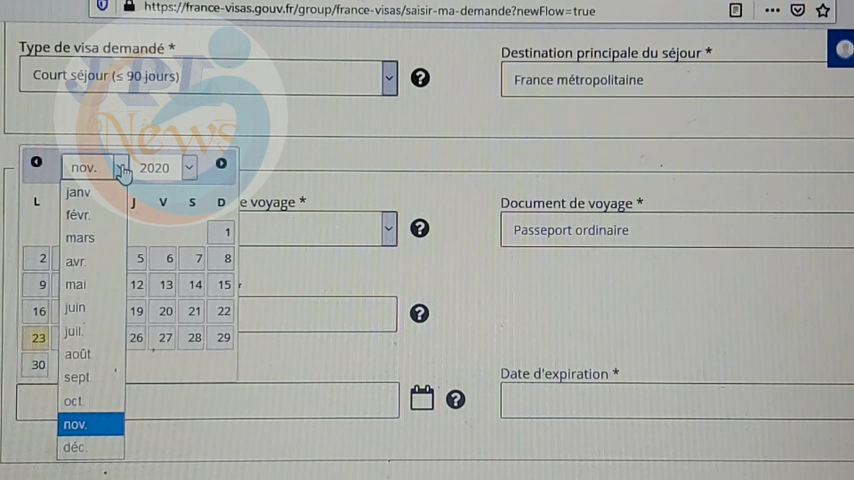 https://france-visas.gouv.fr/group/france-visas/saisir-ma-demande?newFlow=true
Type de visa demandé *
Destination principale du séjour *
Court séjour (≤ 90 jours)
France métropolitaine
News
nov. 2020
L J V S D
janv.
févr.
mars
avr.
mai
juin
juil.
août
sept.
oct.
nov.
déc.
1
2 5 6 7 8
9 12 13 14 15
16 19 20 21 22
23 26 27 28 29
30
e voyage *
Document de voyage *
Passeport ordinaire
Date d'expiration *